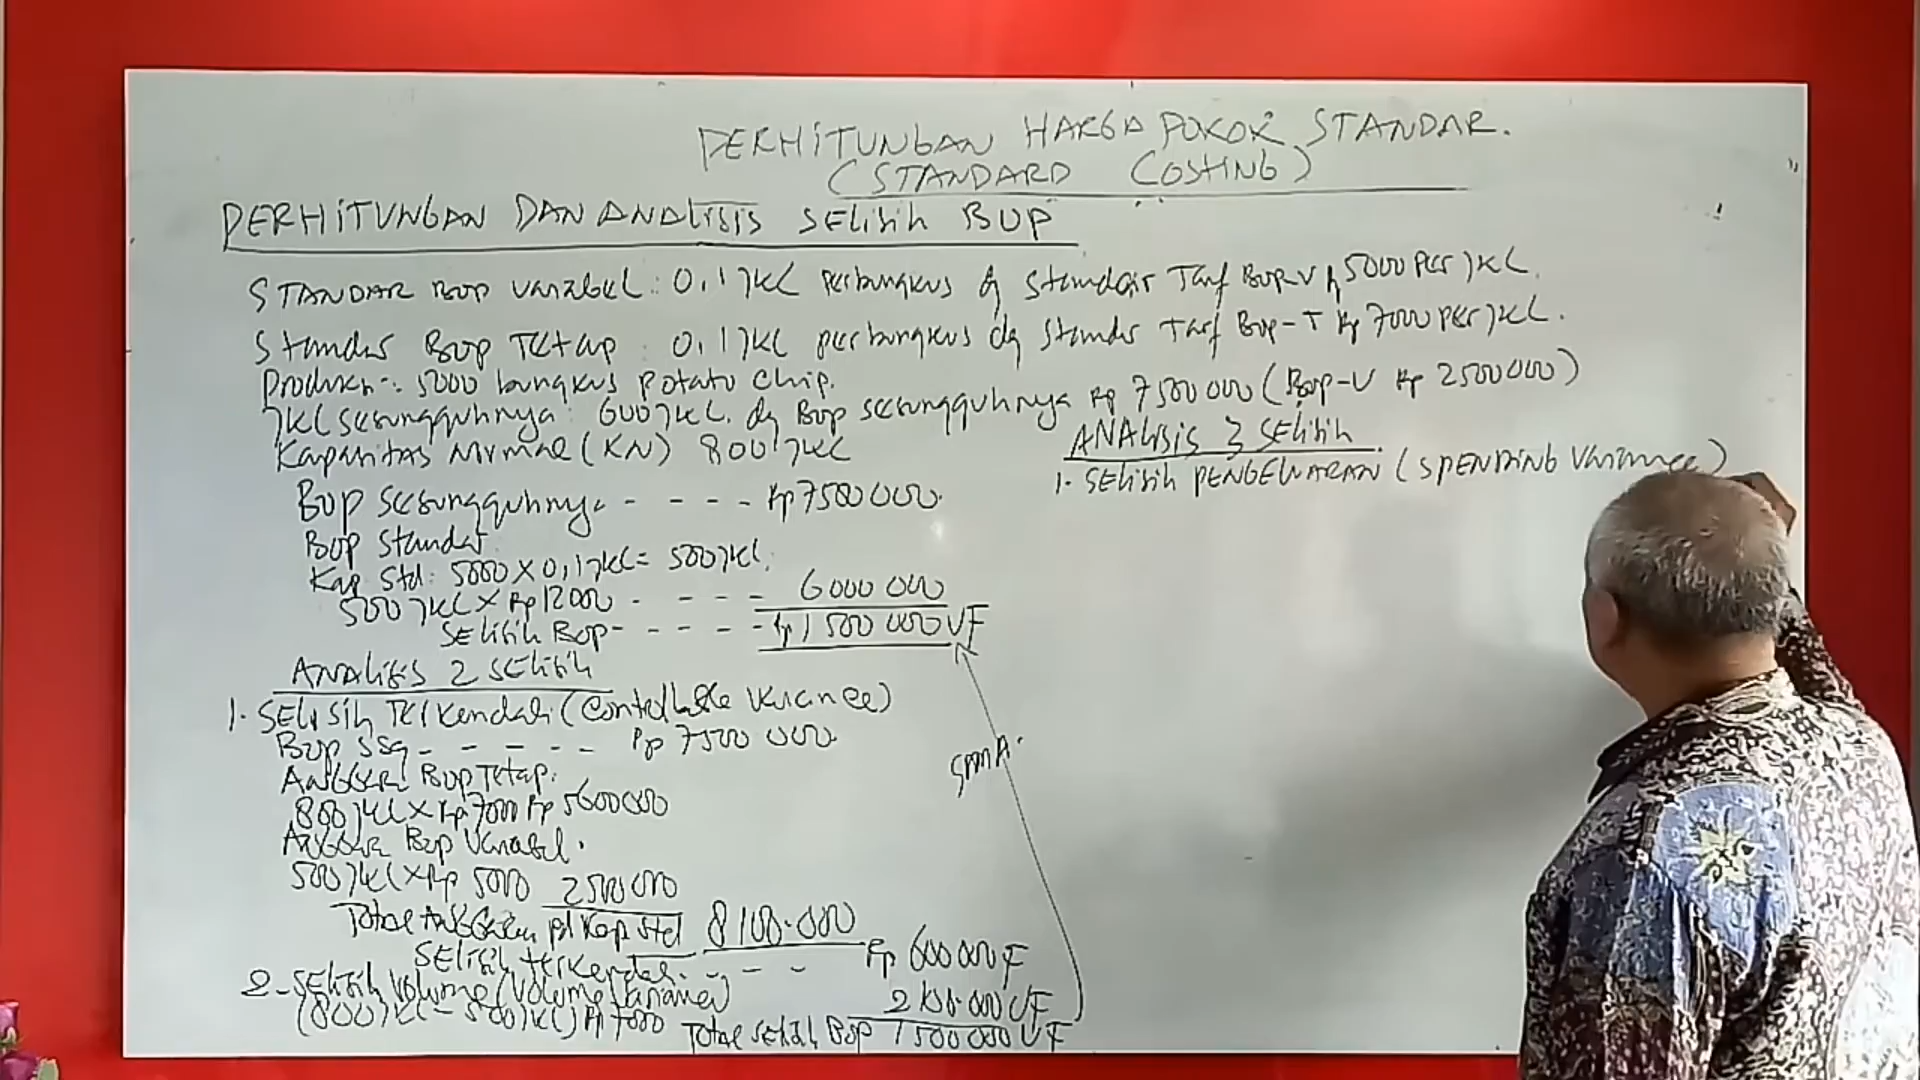 PERHITUNGAN HARGA POKOK STANDAR.
(STANDARD COSTING)
PERHITUNGAN DAN ANALISIS SELISIH BOP
STANDAR BOP VARIABEL : 0,1 JKL perbungkus dg Standar Tarif BOP-V Rp 5000 PER JKL.
Standar BOP TETAP : 0,1 JKL perbungkus dg Standar Tarif BOP-T Rp 7000 PER JKL.
Produksi : 5000 bungkus potato chip.
JKL sesungguhnya : 600 JKL. dg BOP sesungguhnya Rp 7500 000 (BOP-V Rp 2500 000)
Kapasitas Normal (KN) 800 JKL
BOP sesungguhnya - - - - Rp 7500 000
BOP Standar
Kap. Std : 5000 X 0,1 JKL = 500 JKL.
500 JKL X Rp 12 000 - - - - - 6000 000
SELISIH BOP - - - - - Rp 1 500 000 UF
ANALISIS 2 SELISIH
1. SELISIH TERKENDALI (Controllable Variance)
BOP SSG - - - - - Rp 7500 000
Anggaran BOP Tetap.
800 JKL X Rp 7000 Rp 5600 000
Anggaran BOP Variabel.
500 JKL X Rp 5000 2500 000
Total Anggaran pd Kap Std 8 100.000
SELISIH terkendali - - - Rp 600 000 F
2 - SELISIH Volume (Volume Variance)
(800 JKL - 500 JKL) Rp 7000 2 100.000 UF
Total Selisih BOP 1 500 000 UF
SAMA.
ANALISIS 3 SELISIH
1. SELISIH PENGELUARAN (SPENDING Variance)